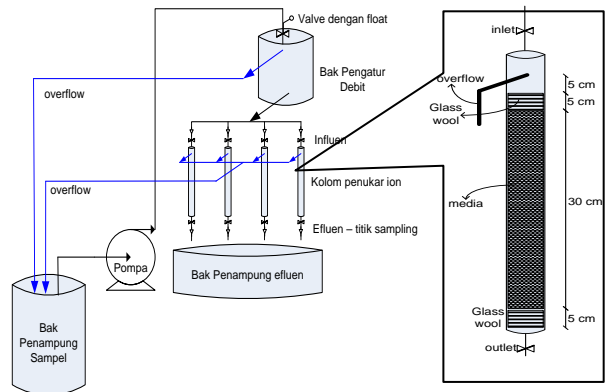 Valve dengan float
Bak Pengatur
Debit
overflow
Influen
overflow
Kolom penukar ion
Efluen – titik sampling
Pompa
Bak Penampung efluen
Bak
Penampung
Sampel
inlet
overflow
5 cm
5 cm
Glass
wool
media
30 cm
Glass
wool
5 cm
outlet